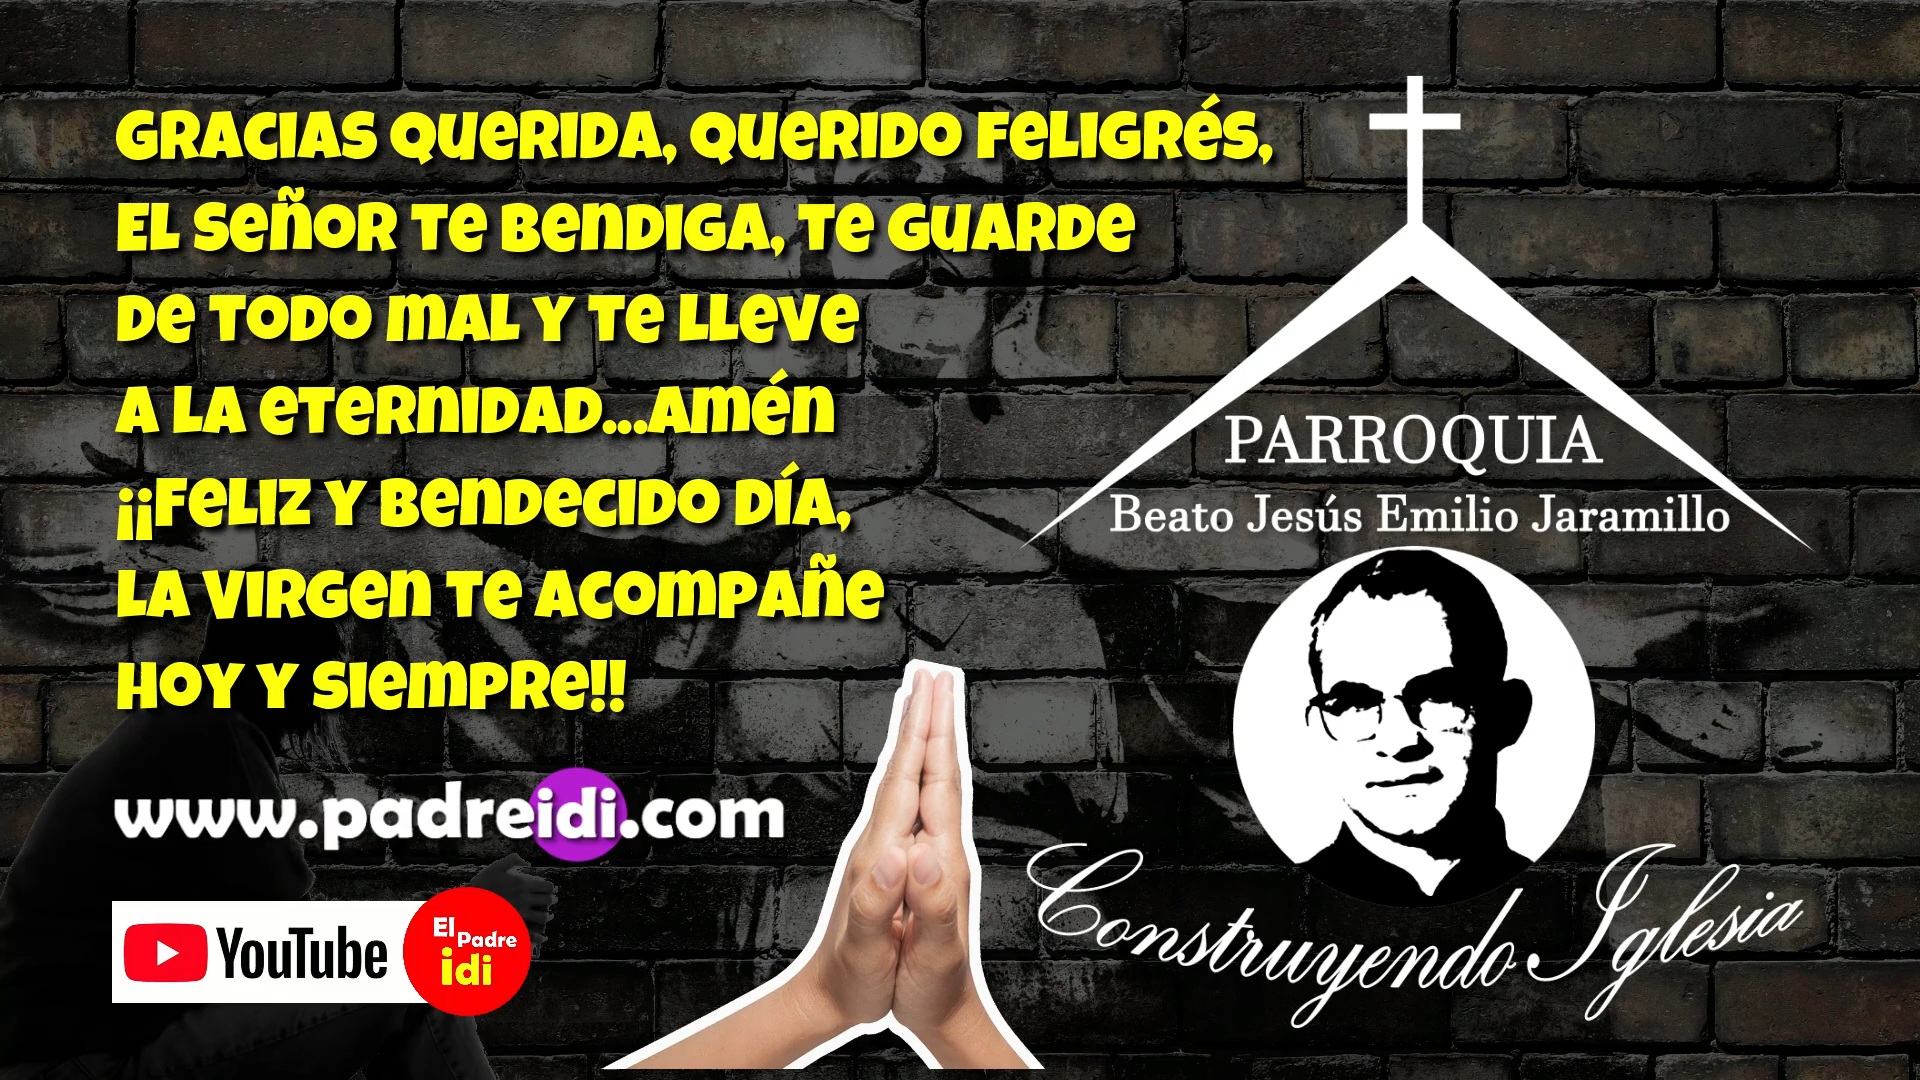 Gracias querida, querido feligrés,
el Señor te bendiga, te guarde
de todo mal y te lleve
a la eternidad...Amén
¡¡Feliz y bendecido día,
la Virgen te acompañe
hoy y siempre!!
www.padreidi.com
YouTube
El Padre
idi
PARROQUIA
Beato Jesús Emilio Jaramillo
Construyendo Iglesia